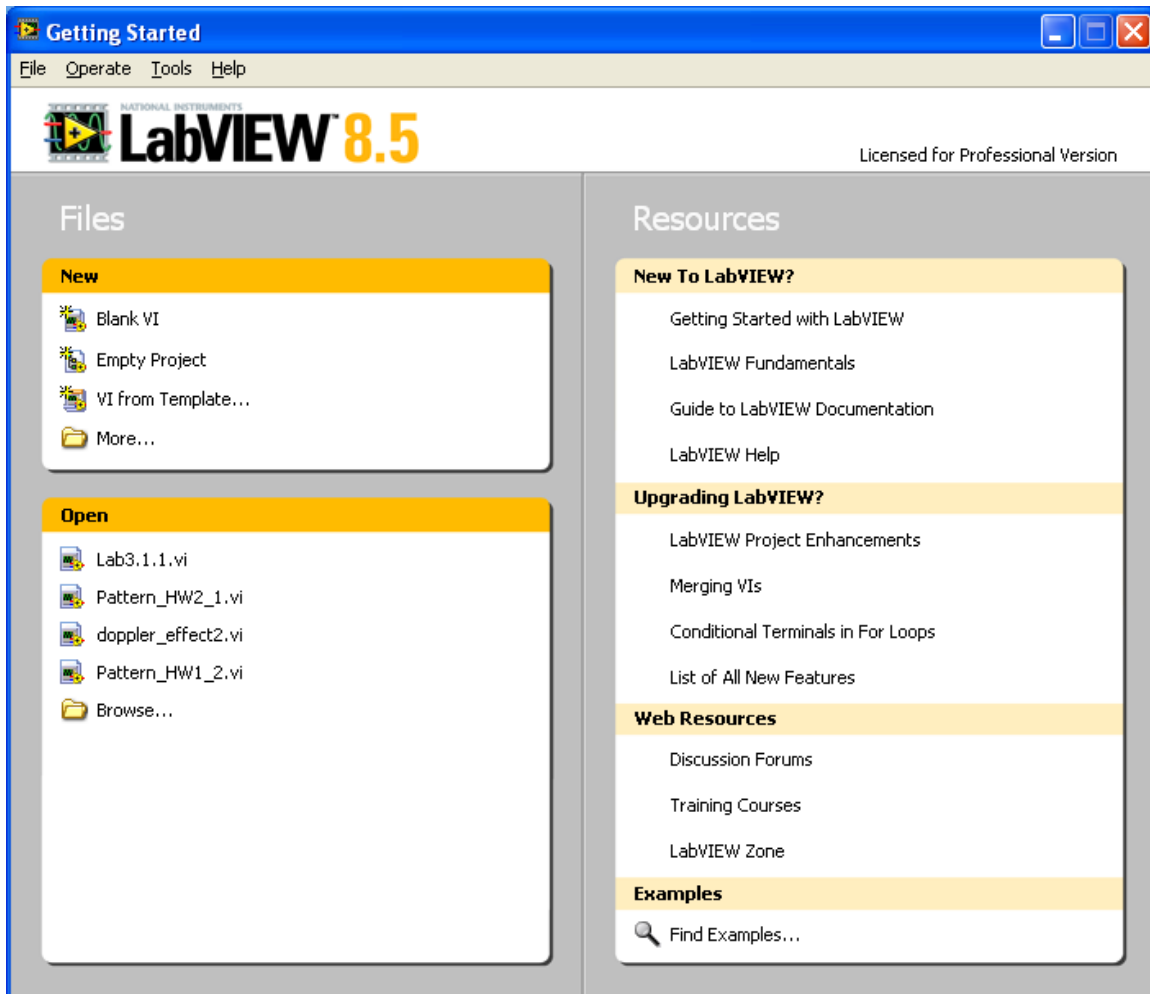 Getting Started
File Operate Tools Help
NATIONAL INSTRUMENTS
LabVIEW™ 8.5
Licensed for Professional Version
Files
New
Blank VI
Empty Project
VI from Template...
More...
Open
Lab3.1.1.vi
Pattern_HW2_1.vi
doppler_effect2.vi
Pattern_HW1_2.vi
Browse...
Resources
New To LabVIEW?
Getting Started with LabVIEW
LabVIEW Fundamentals
Guide to LabVIEW Documentation
LabVIEW Help
Upgrading LabVIEW?
LabVIEW Project Enhancements
Merging VIs
Conditional Terminals in For Loops
List of All New Features
Web Resources
Discussion Forums
Training Courses
LabVIEW Zone
Examples
Find Examples...